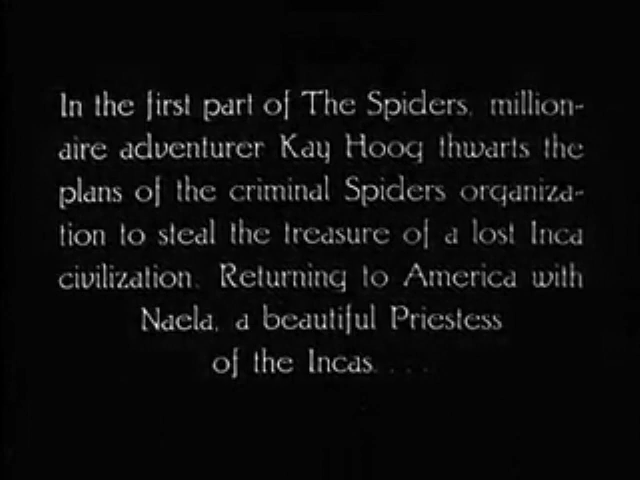 In the first part of The Spiders, million-
aire adventurer Kay Hoog thwarts the
plans of the criminal Spiders organiza-
tion to steal the treasure of a lost Inca
civilization. Returning to America with
Naela, a beautiful Priestess
of the Incas....